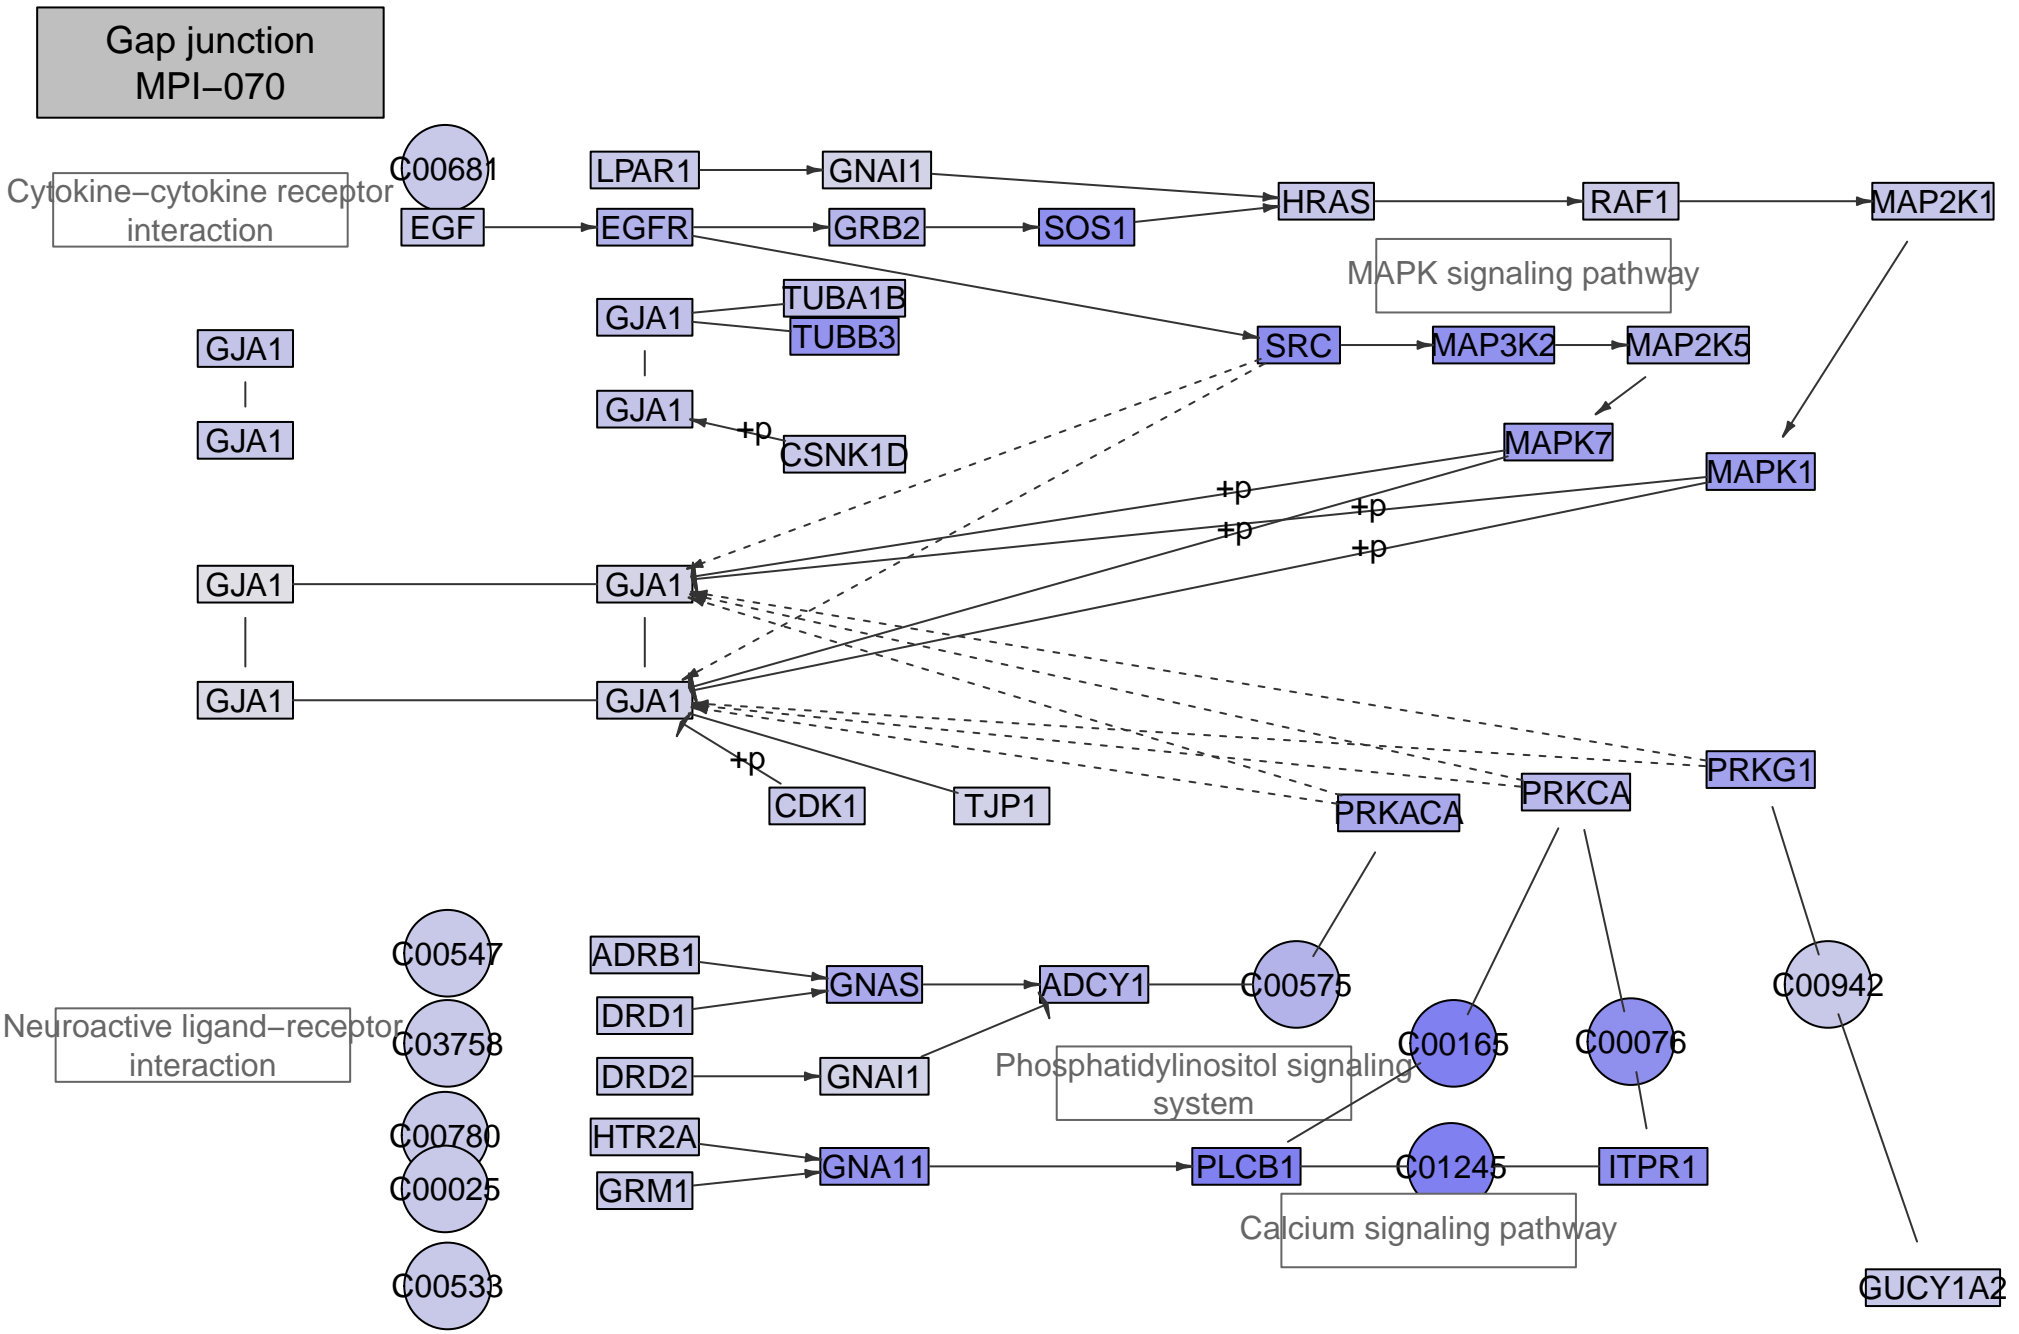 Gap junction
MPI−070
C00681
Cytokine−cytokine receptor
interaction
LPAR1
GNAI1
HRAS
RAF1
MAP2K1
EGF
EGFR
GRB2
SOS1
MAPK signaling pathway
GJA1
TUBA1B
TUBB3
GJA1
SRC
MAP3K2
MAP2K5
GJA1
+p
CSNK1D
GJA1
MAPK7
MAPK1
+p
+p
+p
+p
GJA1
GJA1
GJA1
GJA1
+p
CDK1
TJP1
PRKACA
PRKCA
PRKG1
C00547
ADRB1
GNAS
ADCY1
C00575
C00942
DRD1
Neuroactive ligand−receptor
interaction
C03758
C00165
C00076
DRD2
GNAI1
Phosphatidylinositol signaling
system
C00780
HTR2A
GNA11
PLCB1
C01245
ITPR1
C00025
GRM1
Calcium signaling pathway
C00533
GUCY1A2